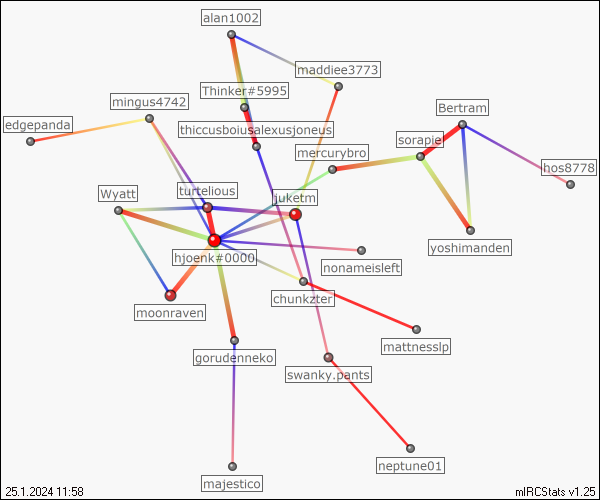 alan1002
maddiee3773
Thinker#5995
mingus4742
Bertram
edgepanda
thiccusboiusalexusjoneus
sorapie
mercurybro
hos8778
turtelious
Wyatt
juketm
yoshimanden
hjoenk#0000
nonameisleft
chunkzter
moonraven
mattnesslp
gorudenneko
swanky.pants
neptune01
majestico
25.1.2024 11:58
mIRCStats v1.25